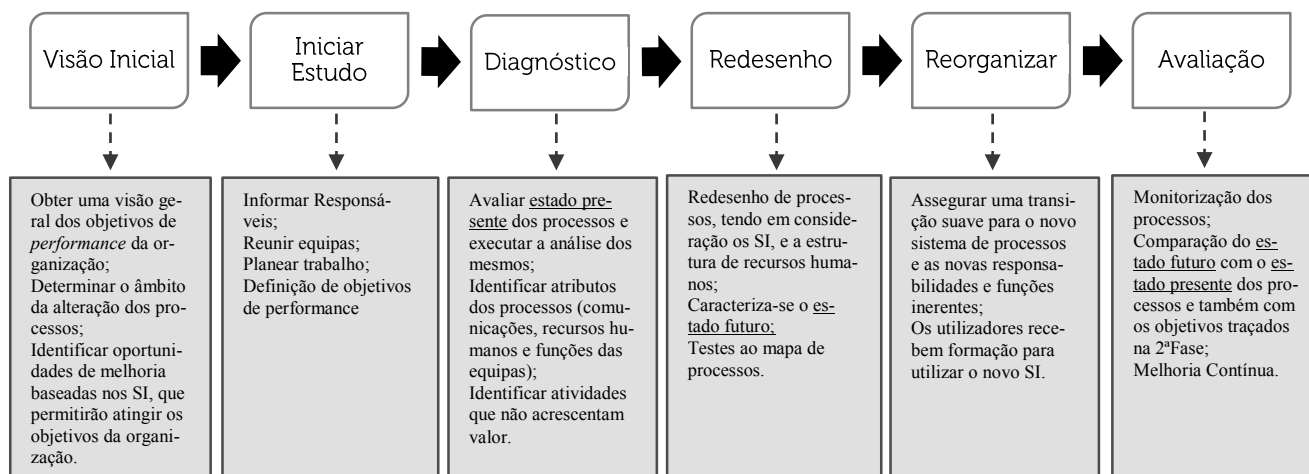 Visão Inicial
Iniciar
Estudo
Diagnóstico
Redesenho
Reorganizar
Avaliação
Obter uma visão ge-
ral dos objetivos de
performance da or-
ganização;
Determinar o âmbito
da alteração dos pro-
cessos;
Identificar oportuni-
dades de melhoria
baseadas nos SI, que
permitirão atingir os
objetivos da organi-
zação.
Informar Responsá-
veis;
Reunir equipas;
Planear trabalho;
Definição de objetivos
de performance
Avaliar estado pre-
sente dos processos e
executar a análise dos
mesmos;
Identificar atributos
dos processos (comu-
nicações, recursos hu-
manos e funções das
equipas);
Identificar atividades
que não acrescentam
valor.
Redesenho de proces-
sos, tendo em conside-
ração os SI, e a estru-
tura de recursos huma-
nos;
Caracteriza-se o es-
tado futuro;
Testes ao mapa de
processos.
Assegurar uma transi-
ção suave para o novo
sistema de processos
e as novas responsa-
bilidades e funções
inerentes;
Os utilizadores rece-
bem formação para
utilizar o novo SI.
Monitorização dos
processos;
Comparação do es-
tado futuro com o es-
tado presente dos pro-
cessos e também com
os objetivos traçados
na 2ªFase;
Melhoria Contínua.